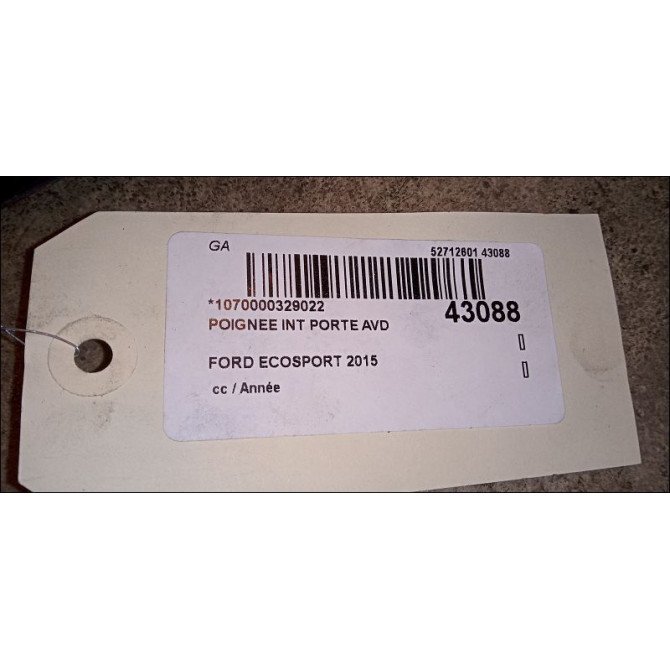 GA
52712601 43088
*1070000329022
43088
POIGNEE INT PORTE AVD
FORD ECOSPORT 2015
cc / Année